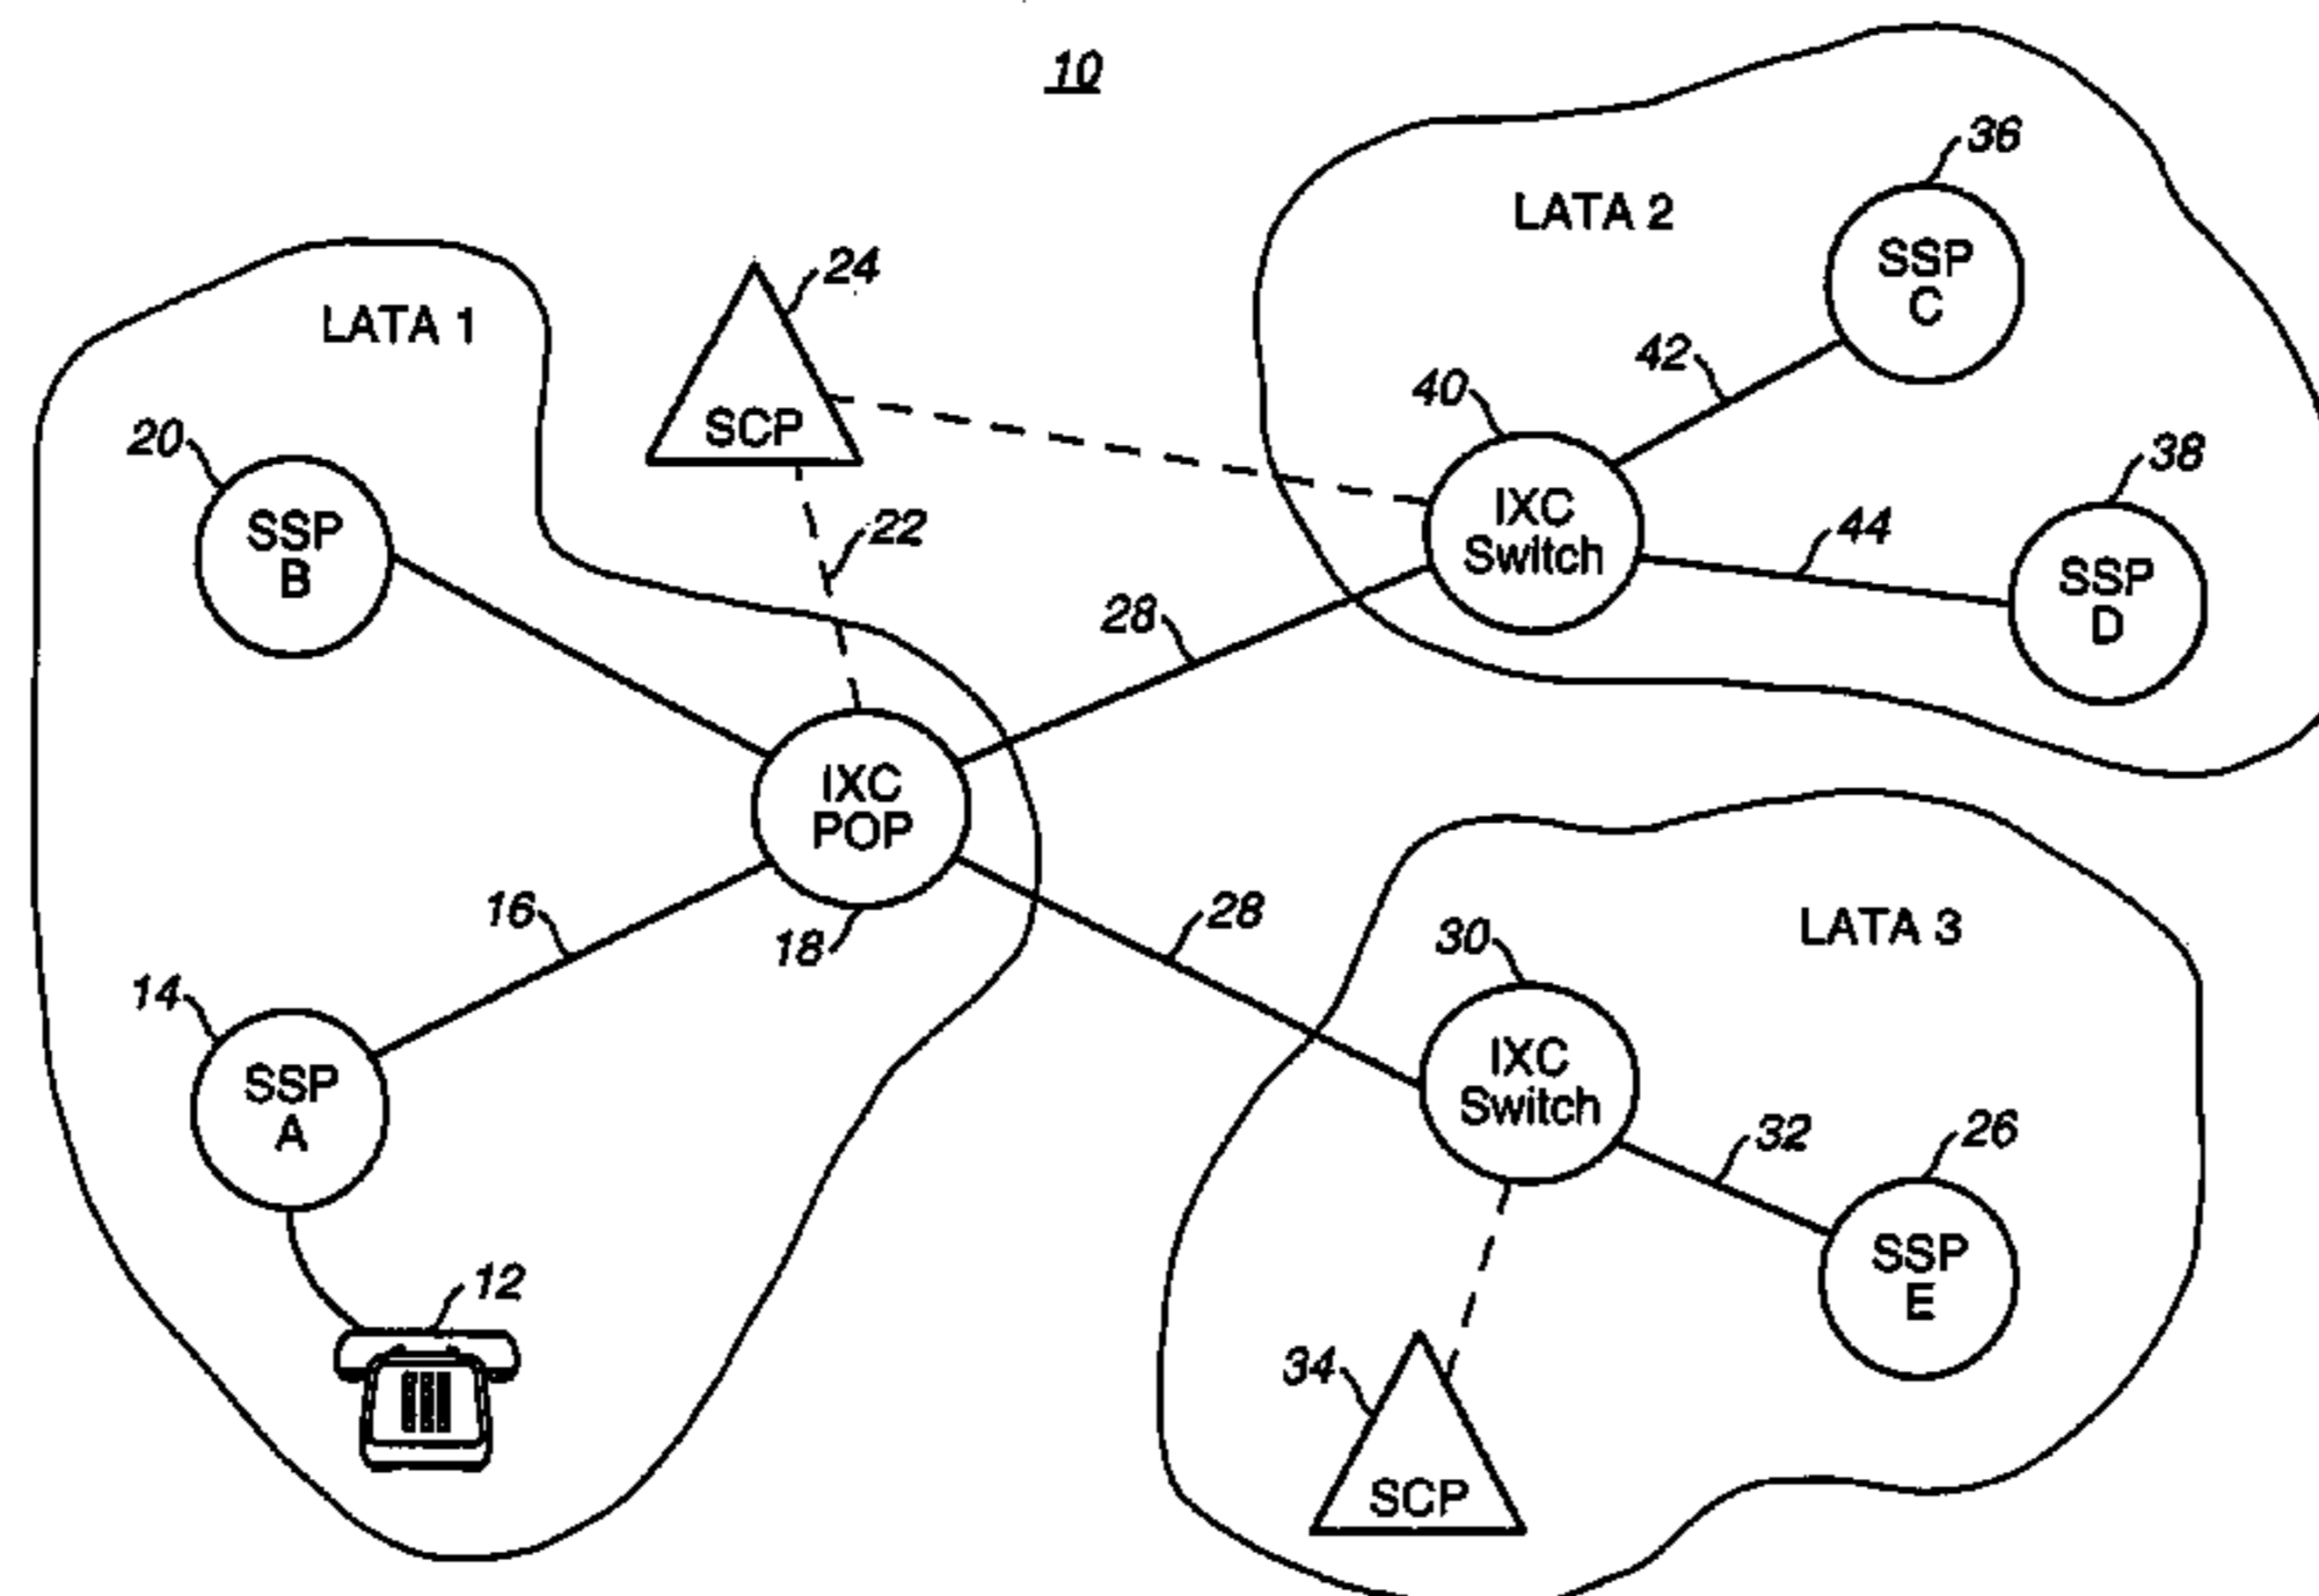 10
36
LATA 2
24
LATA 1
SSP
C
42
40
SCP
20
38
IXC
Switch
SSP
B
22
44
SSP
D
28
IXC
POP
16
28
18
30
LATA 3
14
IXC
Switch
SSP
A
32
26
SSP
E
12
34
SCP